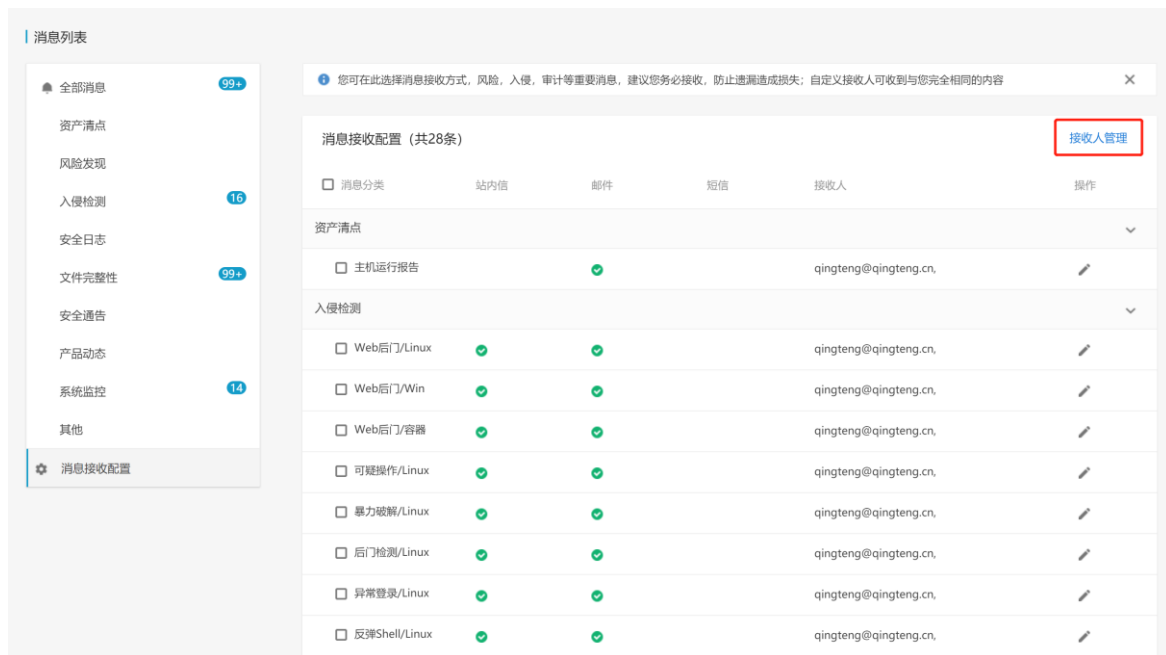 消息列表
全部消息 99+
资产清点
风险发现
入侵检测 16
安全日志
文件完整性 99+
安全通告
产品动态
系统监控 14
其他
消息接收配置
您可在此选择消息接收方式，风险，入侵，审计等重要消息，建议您务必接收，防止遗漏造成损失；自定义接收人可收到与您完全相同的内容
消息接收配置（共28条）
接收人管理
消息分类 站内信 邮件 短信 接收人 操作
资产清点
主机运行报告 qingteng@qingteng.cn,
入侵检测
Web后门/Linux qingteng@qingteng.cn,
Web后门/Win qingteng@qingteng.cn,
Web后门/容器 qingteng@qingteng.cn,
可疑操作/Linux qingteng@qingteng.cn,
暴力破解/Linux qingteng@qingteng.cn,
后门检测/Linux qingteng@qingteng.cn,
异常登录/Linux qingteng@qingteng.cn,
反弹Shell/Linux qingteng@qingteng.cn,